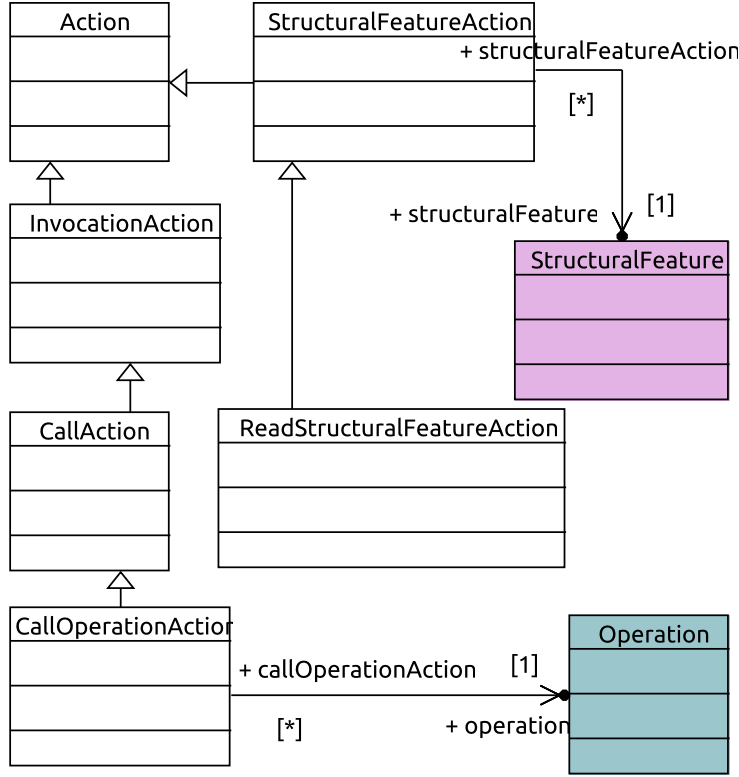 Action
StructuralFeatureAction
+ structuralFeatureAction
[*]
+ structuralFeature
[1]
InvocationAction
StructuralFeature
CallAction
ReadStructuralFeatureAction
CallOperationAction
+ callOperationAction
[1]
Operation
[*]
+ operation